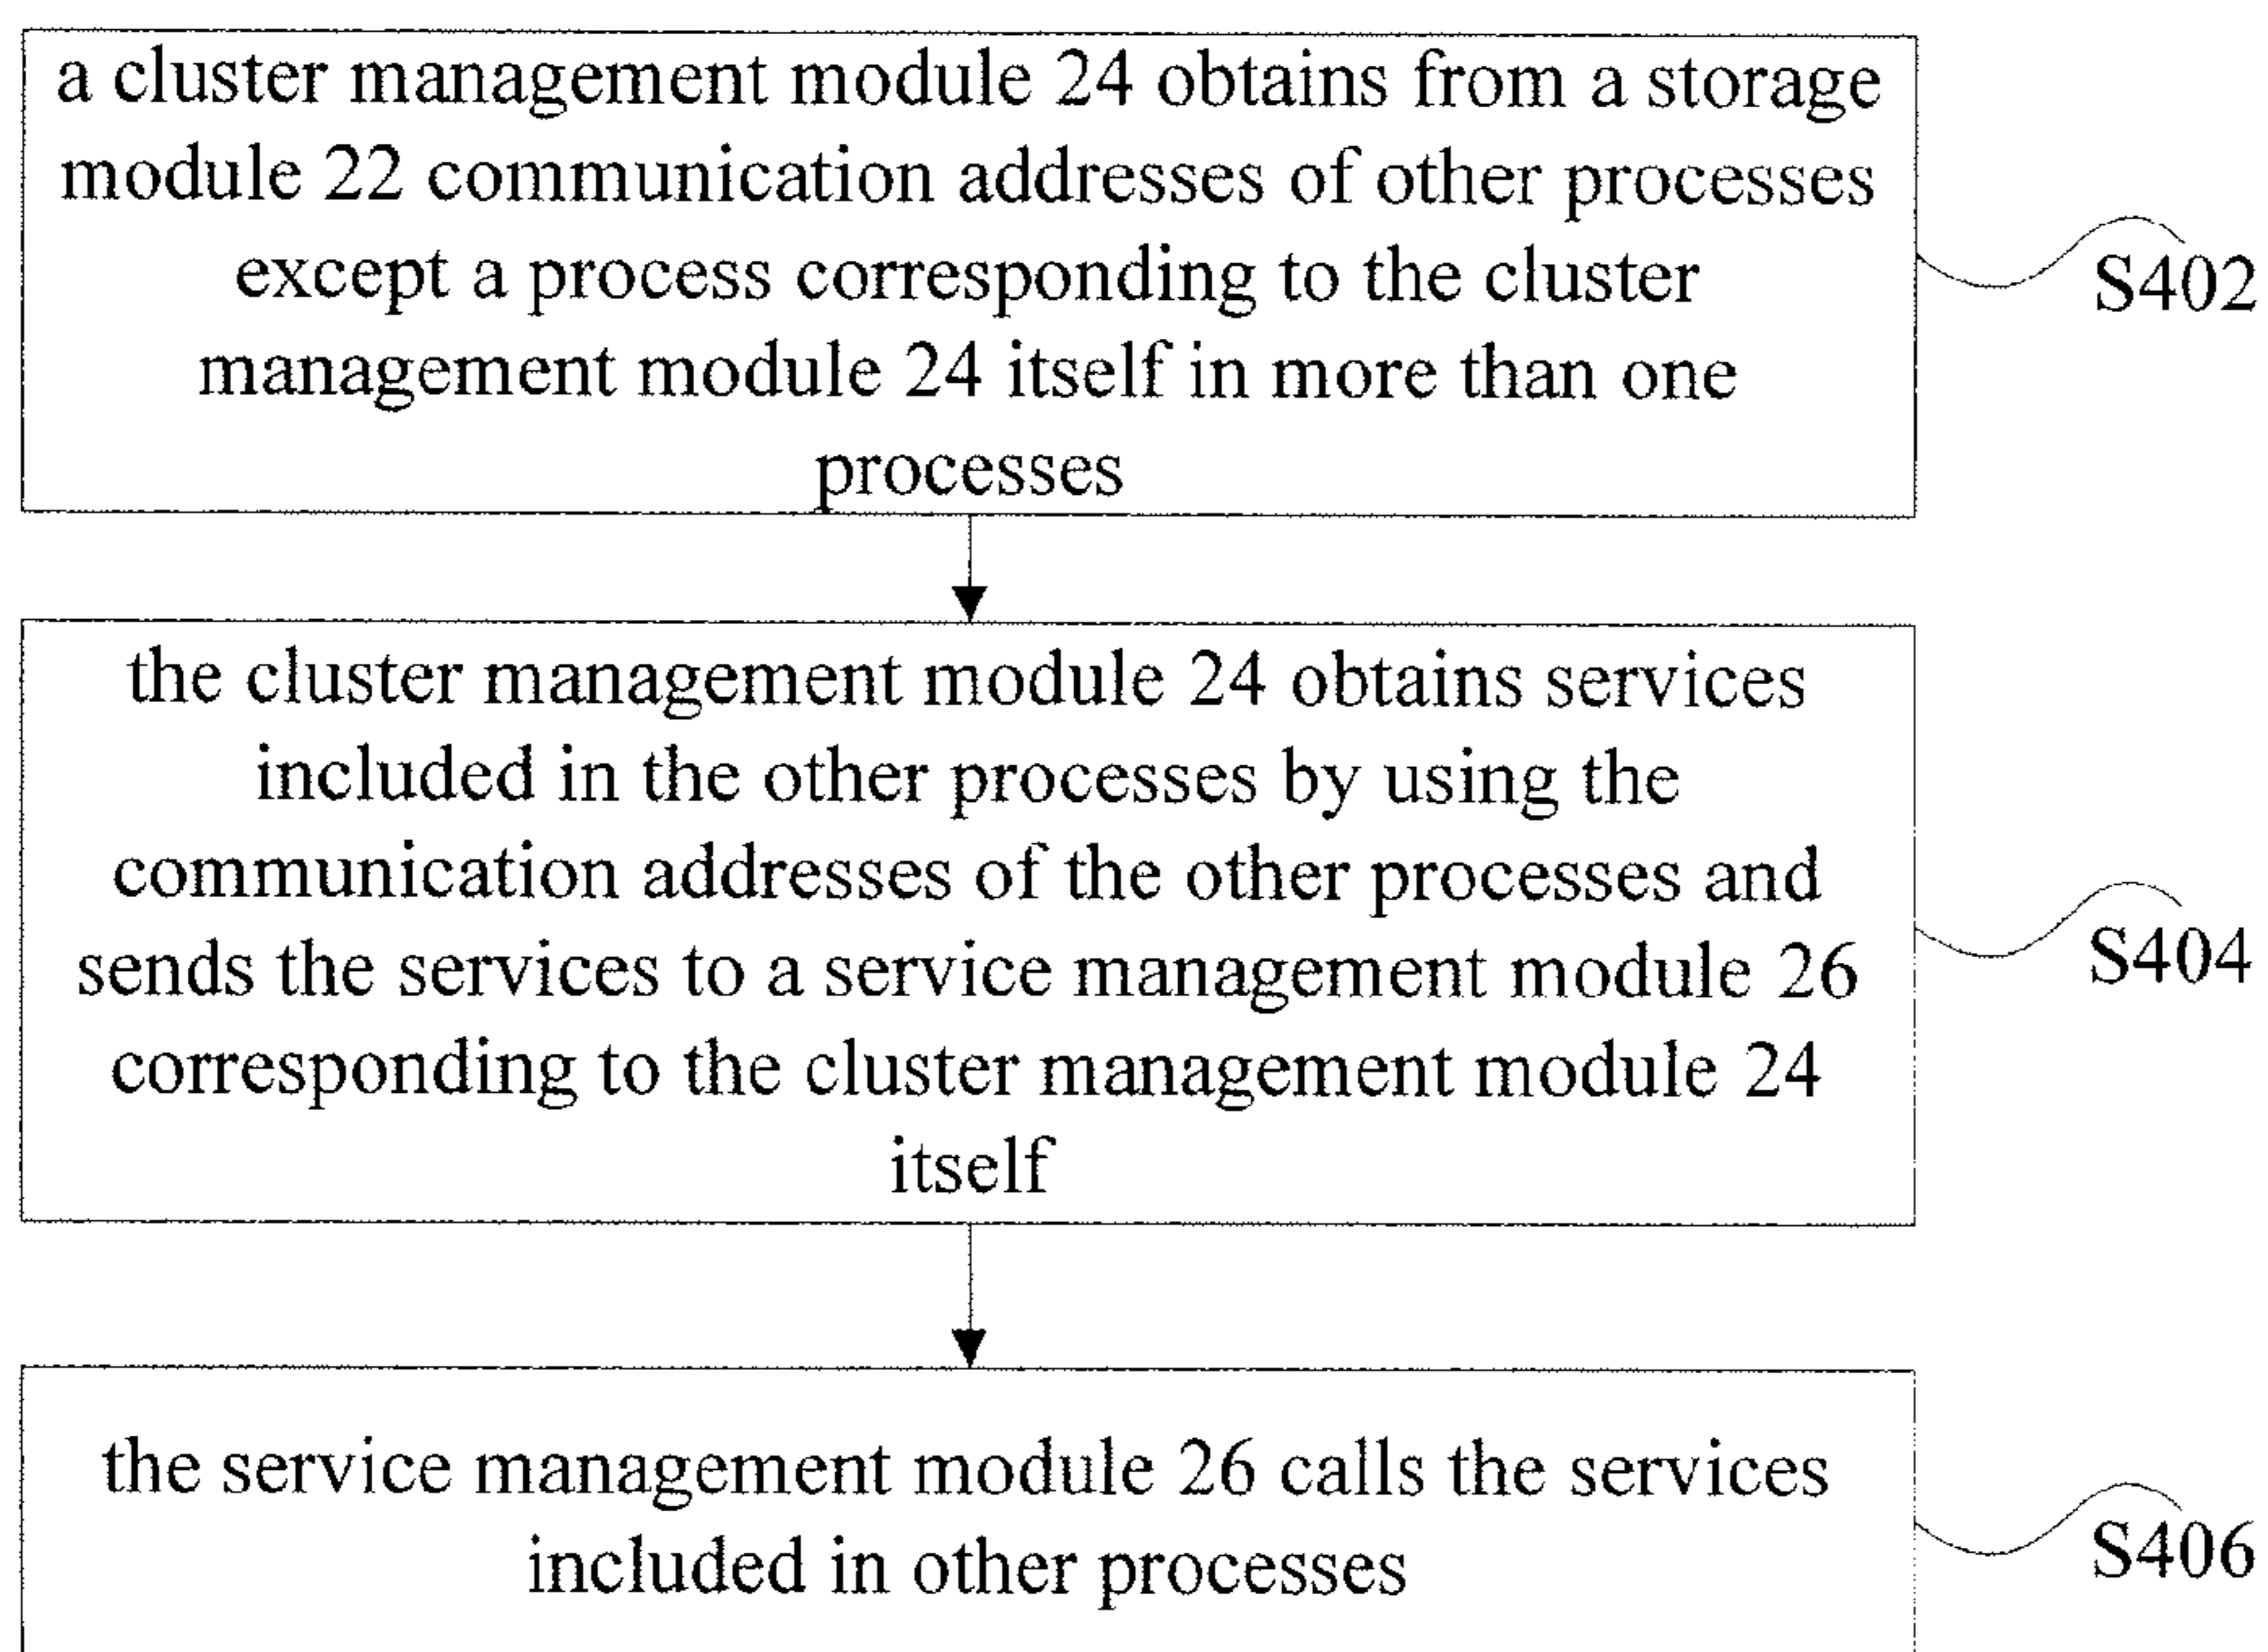 a cluster management module 24 obtains from a storage
module 22 communication addresses of other processes
except a process corresponding to the cluster
management module 24 itself in more than one
processes
S402
the cluster management module 24 obtains services
included in the other processes by using the
communication addresses of the other processes and
sends the services to a service management module 26
corresponding to the cluster management module 24
itself
S404
the service management module 26 calls the services
included in other processes
S406